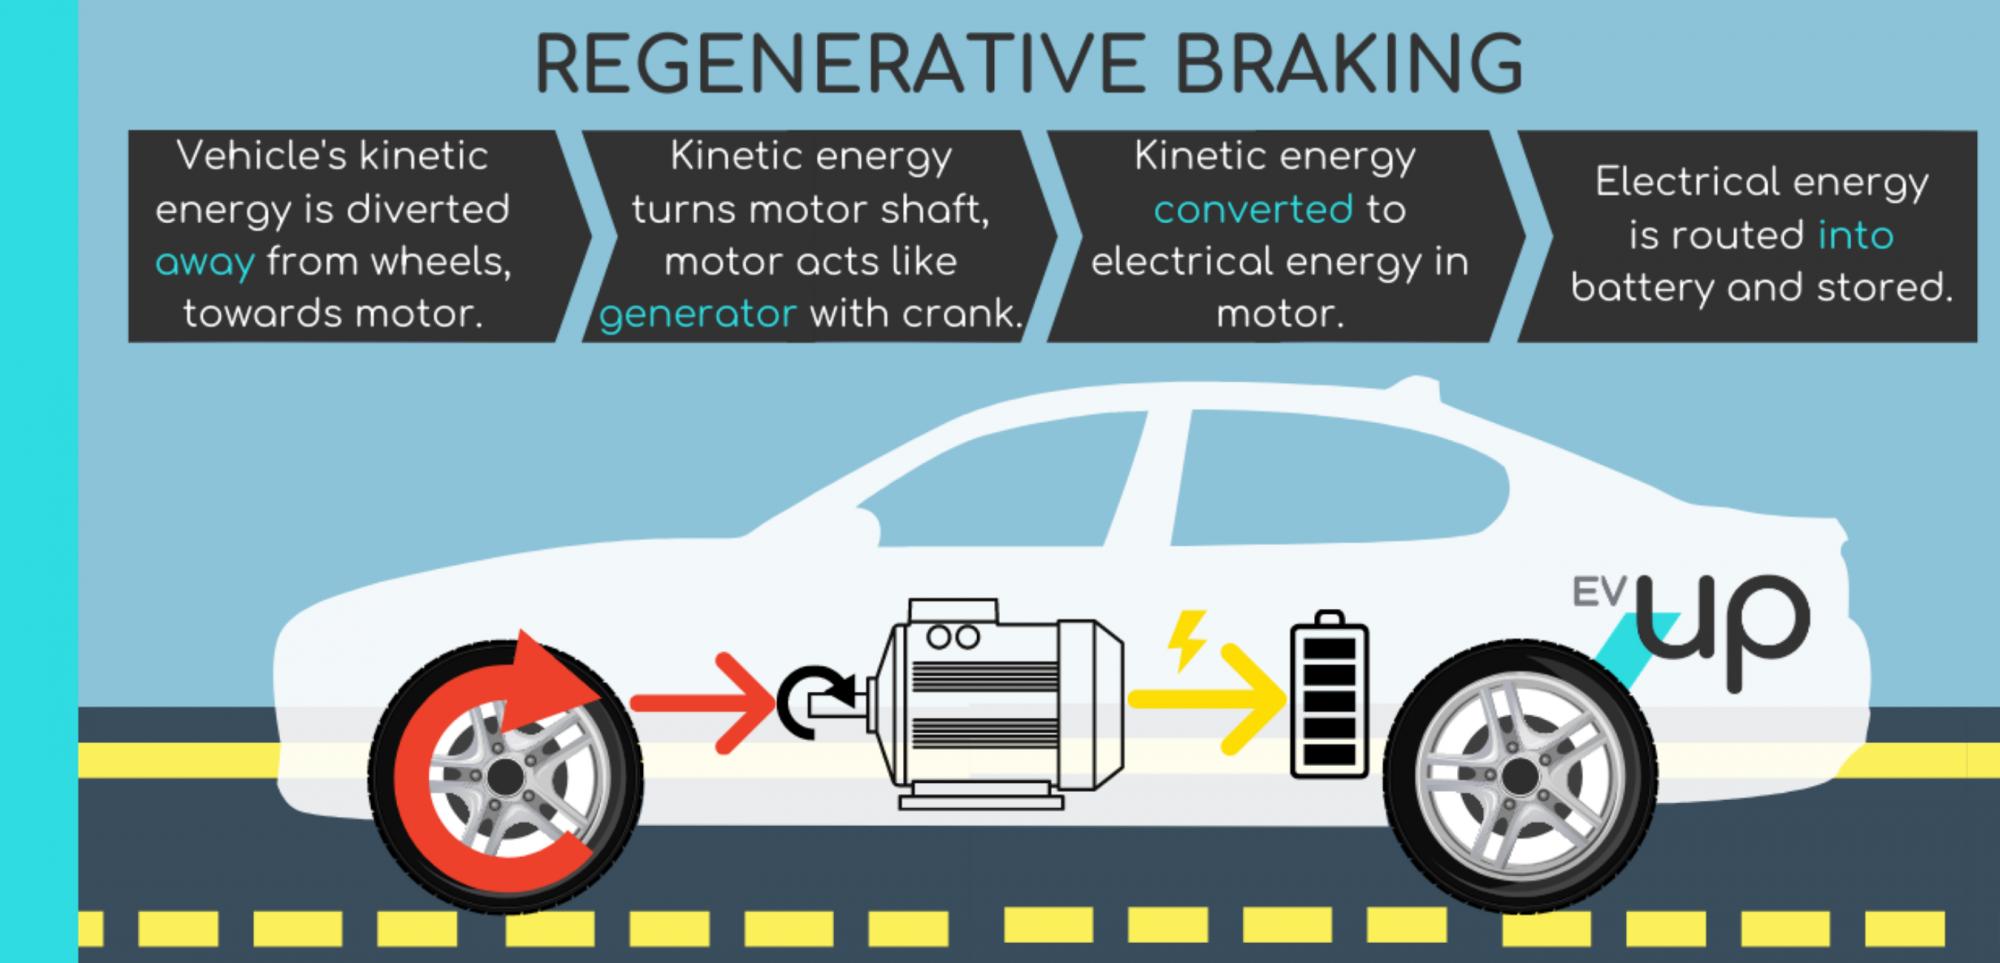 REGENERATIVE BRAKING
Vehicle's kinetic
energy is diverted
away from wheels,
towards motor.
Kinetic energy
turns motor shaft,
motor acts like
generator with crank.
Kinetic energy
converted to
electrical energy in
motor.
Electrical energy
is routed into
battery and stored.
EV up